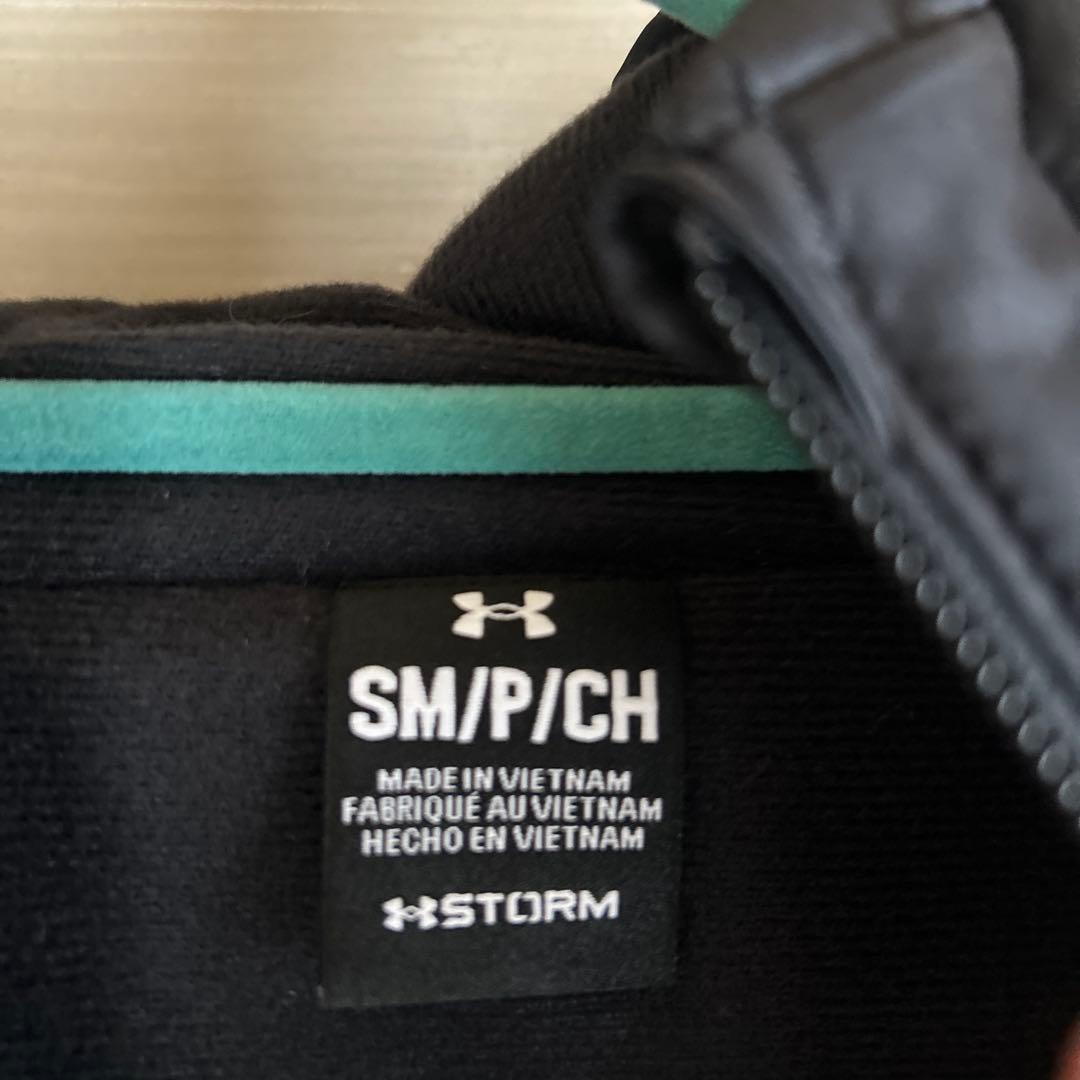 SM/P/CH
MADE IN VIETNAM
FABRIQUÉ AU VIETNAM
HECHO EN VIETNAM
STORM